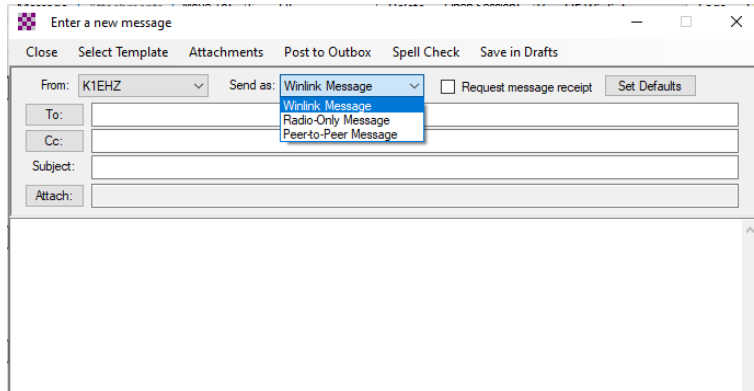 Enter a new message
Close Select Template Attachments Post to Outbox Spell Check Save in Drafts
From: K1EHZ Send as: Winlink Message Request message receipt Set Defaults
Winlink Message
Radio-Only Message
Peer-to-Peer Message
To:
Cc:
Subject:
Attach: